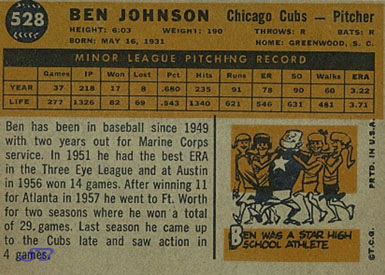 528
BEN JOHNSON Chicago Cubs — Pitcher
HEIGHT: 6.03 WEIGHT: 190 THROWS: R BATS: R
BORN: MAY 16, 1931 HOME: GREENWOOD, S. C.
MINOR LEAGUE PITCHING RECORD
Games IP Won Lost Pct. Hits Runs ER SO Walks ERA
YEAR 37 218 17 8 .680 235 91 78 90 60 3.22
LIFE 277 1326 82 69 .543 1340 621 546 631 481 3.71
Ben has been in baseball since 1949
with two years out for Marine Corps
service. In 1951 he had the best ERA
in the Three Eye League and at Austin
in 1956 won 14 games. After winning 11
for Atlanta in 1957 he went to Ft. Worth
for two seasons where he won a total
of 29. games. Last season he came up
to the Cubs late and saw action in
4 games.
BEN WAS A STAR HIGH
SCHOOL ATHLETE
©T.C.G. PRTD. IN U.S.A.